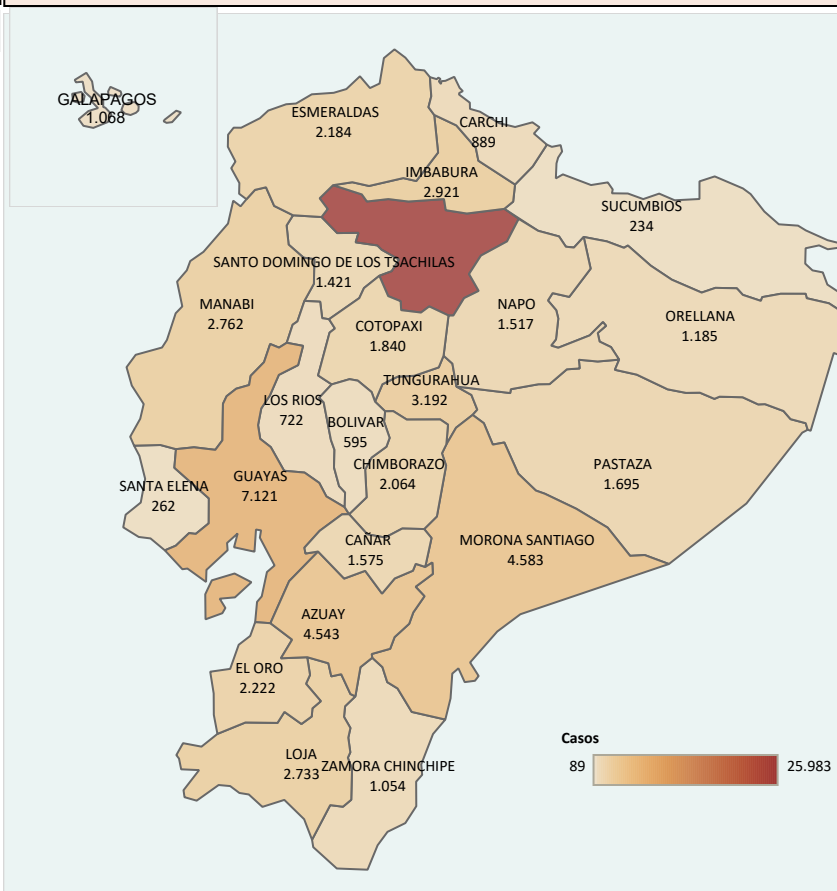 GALAPAGOS
1.068
ESMERALDAS
2.184
CARCHI
889
IMBABURA
2.921
SUCUMBIOS
234
SANTO DOMINGO DE LOS TSACHILAS
1.421
MANABI
2.762
NAPO
1.517
ORELLANA
1.185
COTOPAXI
1.840
TUNGURAHUA
3.192
LOS RIOS
722
BOLIVAR
595
CHIMBORAZO
2.064
PASTAZA
1.695
SANTA ELENA
262
GUAYAS
7.121
CAÑAR
1.575
MORONA SANTIAGO
4.583
AZUAY
4.543
EL ORO
2.222
LOJA
2.733
ZAMORA CHINCHIPE
1.054
Casos
89
25.983